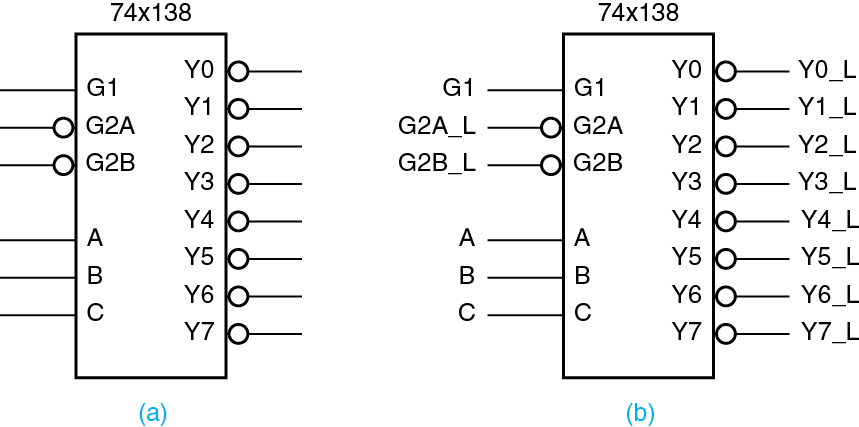 74x138 74x138
Y0 Y0 Y0_L
G1 G1 G1
Y1 Y1 Y1_L
G2A G2A_L G2A
Y2 Y2 Y2_L
G2B G2B_L G2B
Y3 Y3 Y3_L
Y4 Y4 Y4_L
A A A
Y5 Y5 Y5_L
B B B
Y6 Y6 Y6_L
C C C
Y7 Y7 Y7_L
(a) (b)